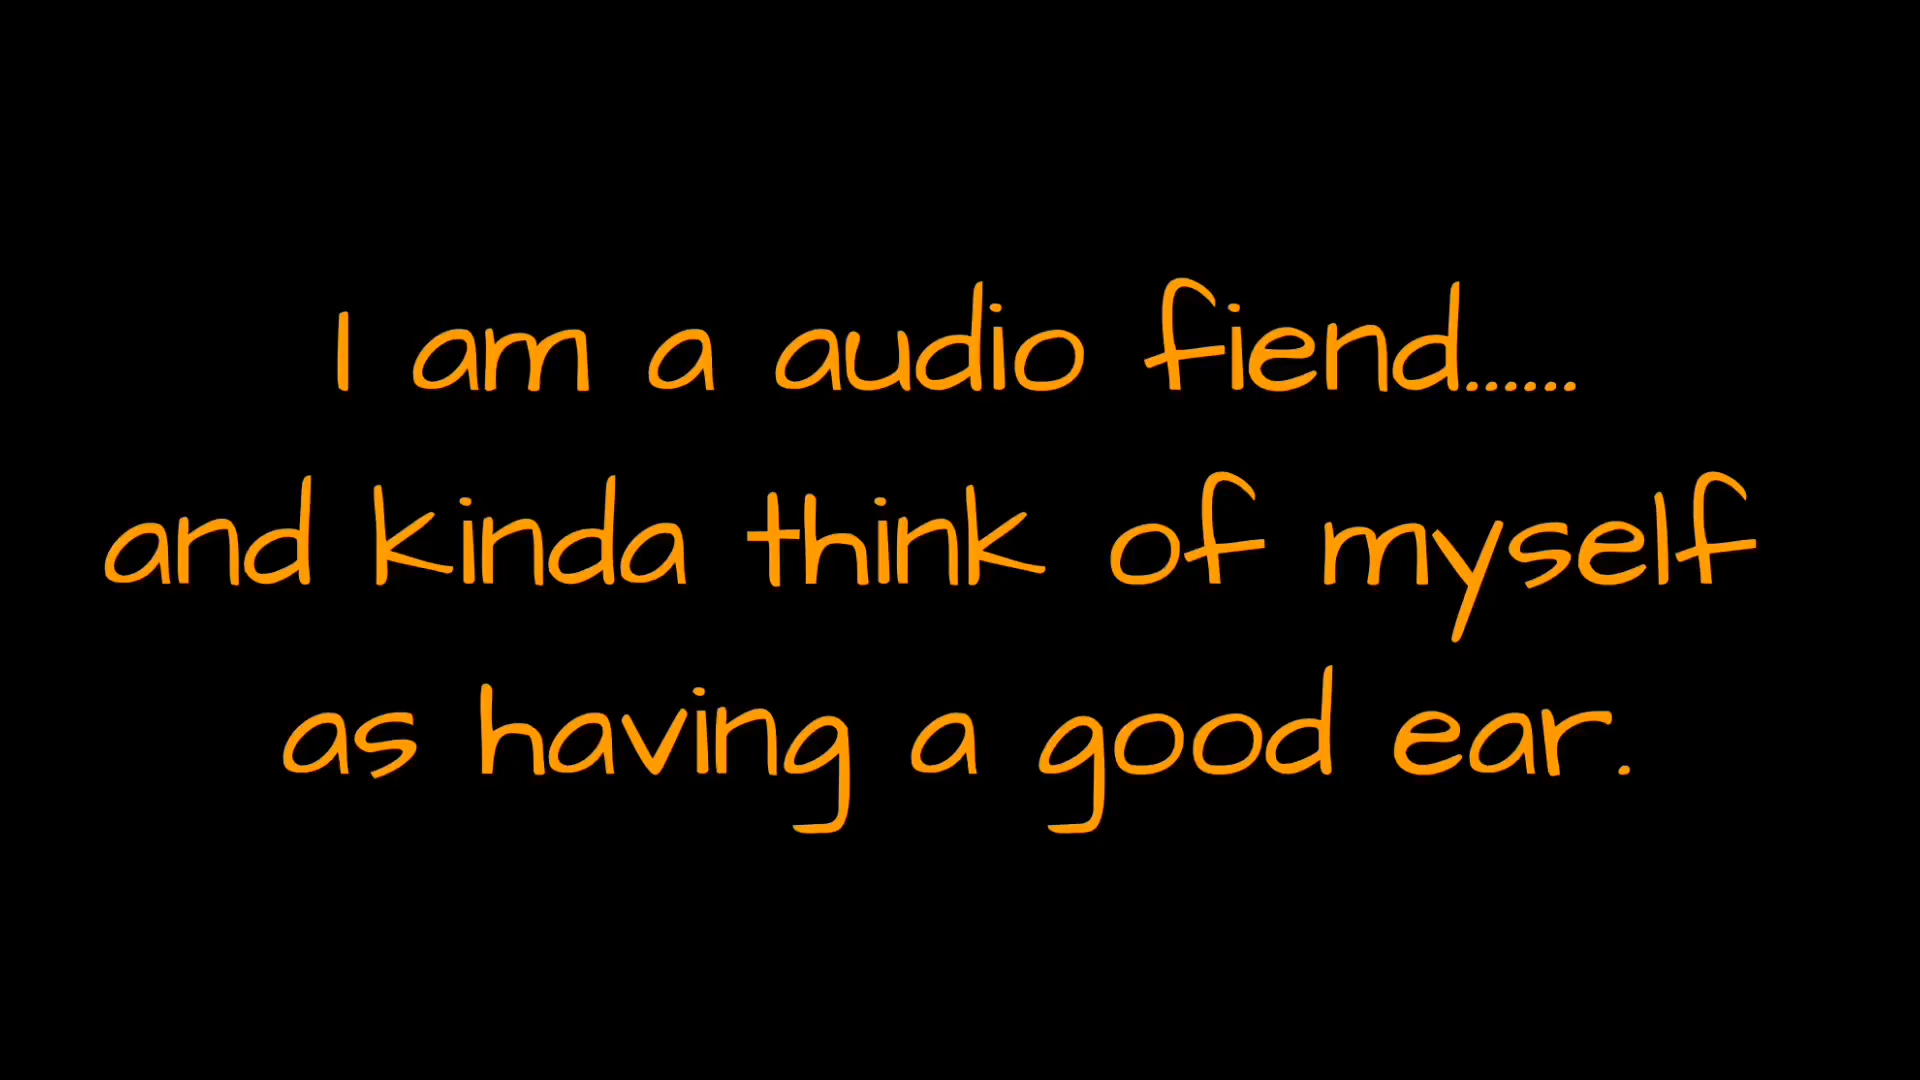 I am a audio fiend......
and kinda think of myself
as having a good ear.